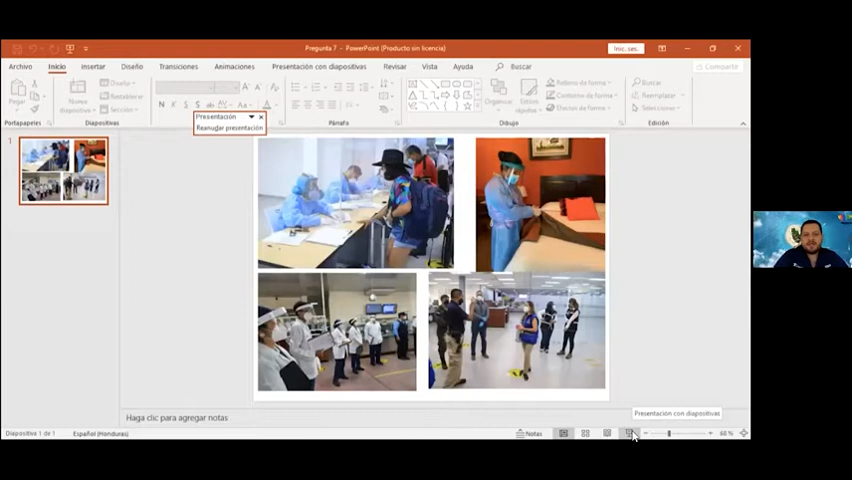 Pregunta 7 - PowerPoint (Producto sin licencia)
Inic. ses.
Archivo Inicio Insertar Diseño Transiciones Animaciones Presentación con diapositivas Revisar Vista Ayuda Buscar Compartir
Pegar
Nueva diapositiva
Diseño
Restablecer
Sección
N K S
Aa
A
Organizar
Estilos rápidos
Relleno de forma
Contorno de forma
Efectos de forma
Buscar
Reemplazar
Seleccionar
Portapapeles Diapositivas Párrafo Dibujo Edición
Presentación
Reanudar presentación
1
Presentación con diapositivas
Haga clic para agregar notas
Diapositiva 1 de 1 Español (Honduras) Notas 68 %